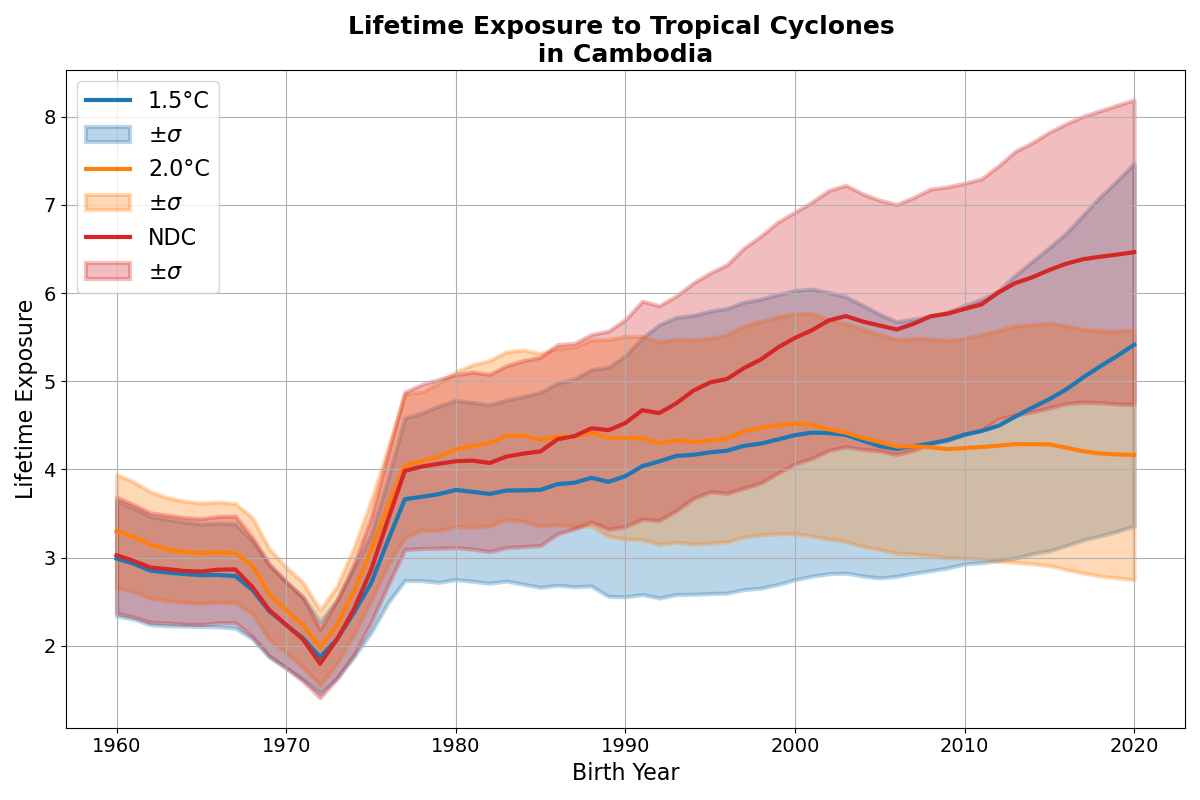 Lifetime Exposure to Tropical Cyclones
in Cambodia
1.5°C
±σ
2.0°C
±σ
NDC
±σ
Lifetime Exposure
8
7
6
5
4
3
2
1960 1970 1980 1990 2000 2010 2020
Birth Year